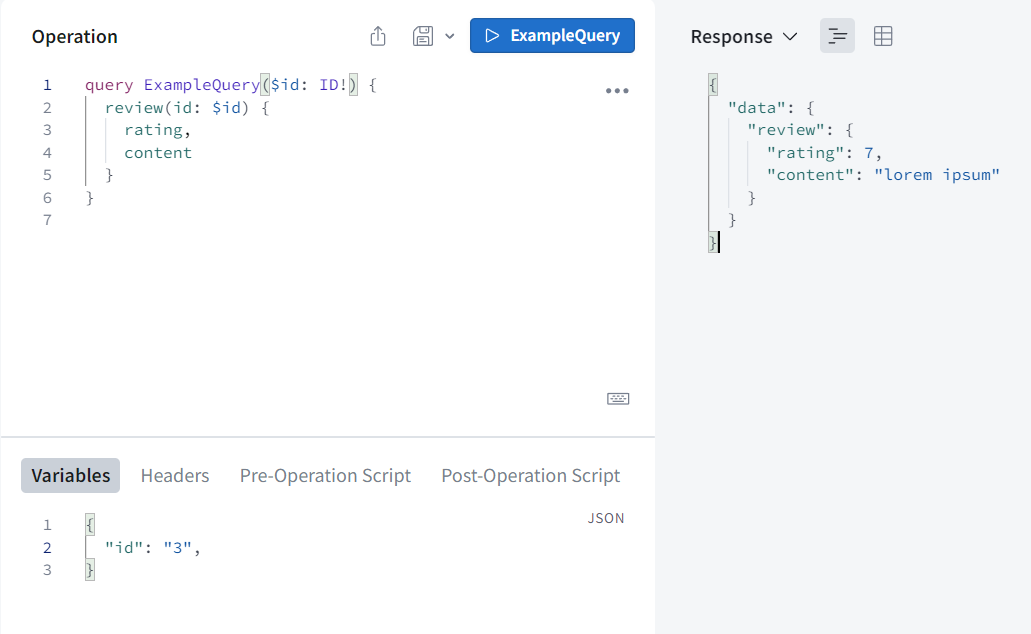 Operation
ExampleQuery
1 query ExampleQuery($id: ID!) {
2 review(id: $id) {
3 rating,
4 content
5 }
6 }
7
Variables Headers Pre-Operation Script Post-Operation Script
JSON
1 {
2 "id": "3",
3 }
Response
{
"data": {
"review": {
"rating": 7,
"content": "lorem ipsum"
}
}
}